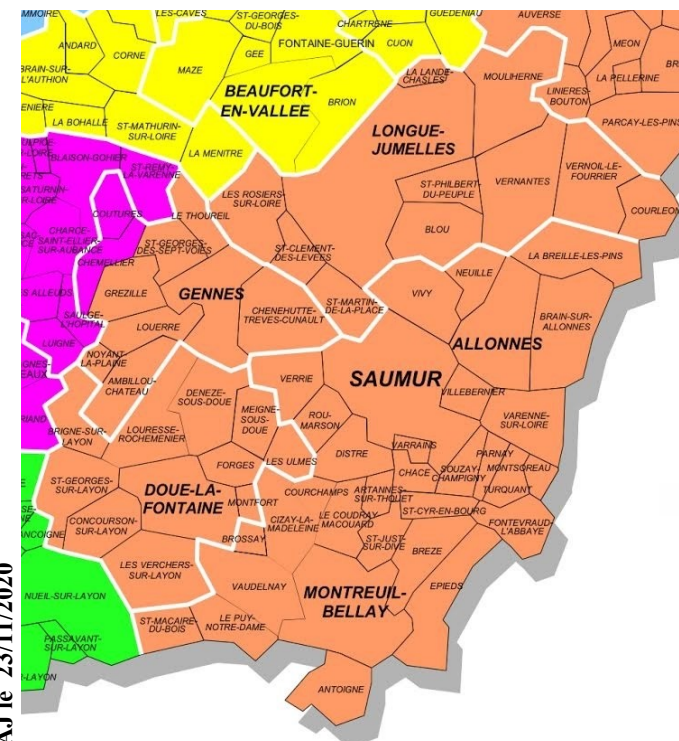 ST-GEORGES-
DU-BOIS
LES-CAVES
CHARTRENE
GUEDENIAU
AUVERSE
ANDARD
CORNE
GEE
FONTAINE-GUERIN
CUON
MEON
MAZE
BRAIN-SUR-
L'AUTHION
LA LANDE-
CHASLES
MOULIHERNE
LA PELLERINE
BEAUFORT-
EN-VALLEE
BRION
LINIERES-
BOUTON
PARCAY-LES-PINS
LA BOHALLE
ST-MATHURIN-
SUR-LOIRE
LONGUE-
JUMELLES
LA MENITRE
BLAISON-GOHIER
ST-REMY-
LA-VARENNE
VERNANTES
VERNOIL-LE-
FOURRIER
ST-PHILBERT-
DU-PEUPLE
LES ROSIERS-
SUR-LOIRE
COUTURES
LE THOUREIL
COURLEON
BLOU
CHARCE-
SAINT-ELLIER-
SUR-AUBANCE
ST-GEORGES-
DES-SEPT-VOIES
ST-CLEMENT-
DES-LEVEES
LA BREILLE-LES-PINS
CHEMELLIER
NEUILLE
GREZILLE
GENNES
VIVY
ST-MARTIN-
DE-LA-PLACE
CHENEHUTTE-
TREVES-CUNAULT
SAULGE-
L'HOPITAL
LOUERRE
BRAIN-SUR-
ALLONNES
LUIGNE
ALLONNES
NOYANT-
LA-PLAINE
AMBILLOU-
CHATEAU
VERRIE
SAUMUR
DENEZE-
SOUS-DOUE
VILLEBERNIER
MEIGNE-
SOUS-
DOUE
ROU-
MARSON
VARENNE-
SUR-LOIRE
BRIGNE-SUR-
LAYON
LOURESSE-
ROCHEMENIER
VARRAINS
DISTRE
PARNAY
FORGES
LES ULMES
CHACE
SOUZAY-
CHAMPIGNY
MONTSOREAU
ST-GEORGES-
SUR-LAYON
DOUE-LA-
FONTAINE
COURCHAMPS
ARTANNES-
SUR-THOUET
TURQUANT
MONTFORT
ST-CYR-EN-BOURG
CONCOURSON-
SUR-LAYON
CIZAY-LA-
MADELEINE
LE COUDRAY-
MACOUARD
FONTEVRAUD-
L'ABBAYE
BROSSAY
ST-JUST-
SUR-DIVE
BREZE
LES VERCHERS-
SUR-LAYON
VAUDELNAY
EPIEDS
NUEIL-SUR-LAYON
MONTREUIL-
BELLAY
ST-MACAIRE-
DU-BOIS
LE PUY-
NOTRE-DAME
PASSAVANT-
SUR-LAYON
ANTOIGNE
AJ le 23/11/2020